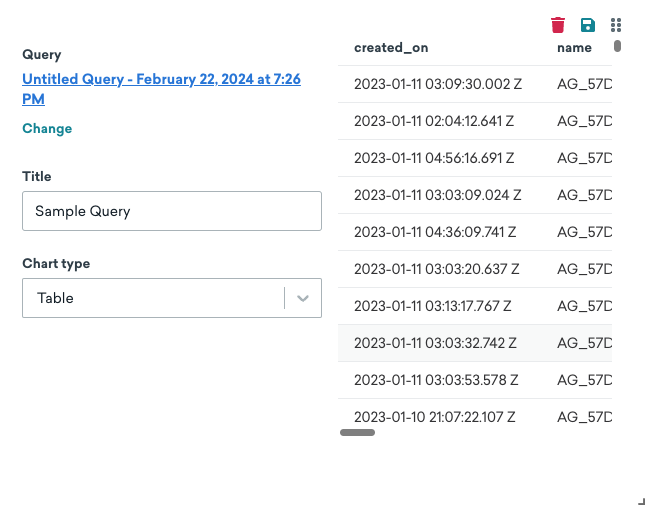 Query
Untitled Query - February 22, 2024 at 7:26
PM
Change
Title
Sample Query
Chart type
Table
created_on name
2023-01-11 03:09:30.002 Z AG_57D
2023-01-11 02:04:12.641 Z AG_57D
2023-01-11 04:56:16.691 Z AG_57D
2023-01-11 03:03:09.024 Z AG_57D
2023-01-11 04:36:09.741 Z AG_57D
2023-01-11 03:03:20.637 Z AG_57D
2023-01-11 03:13:17.767 Z AG_57D
2023-01-11 03:03:32.742 Z AG_57D
2023-01-11 03:03:53.578 Z AG_57D
2023-01-10 21:07:22.107 Z AG_57D